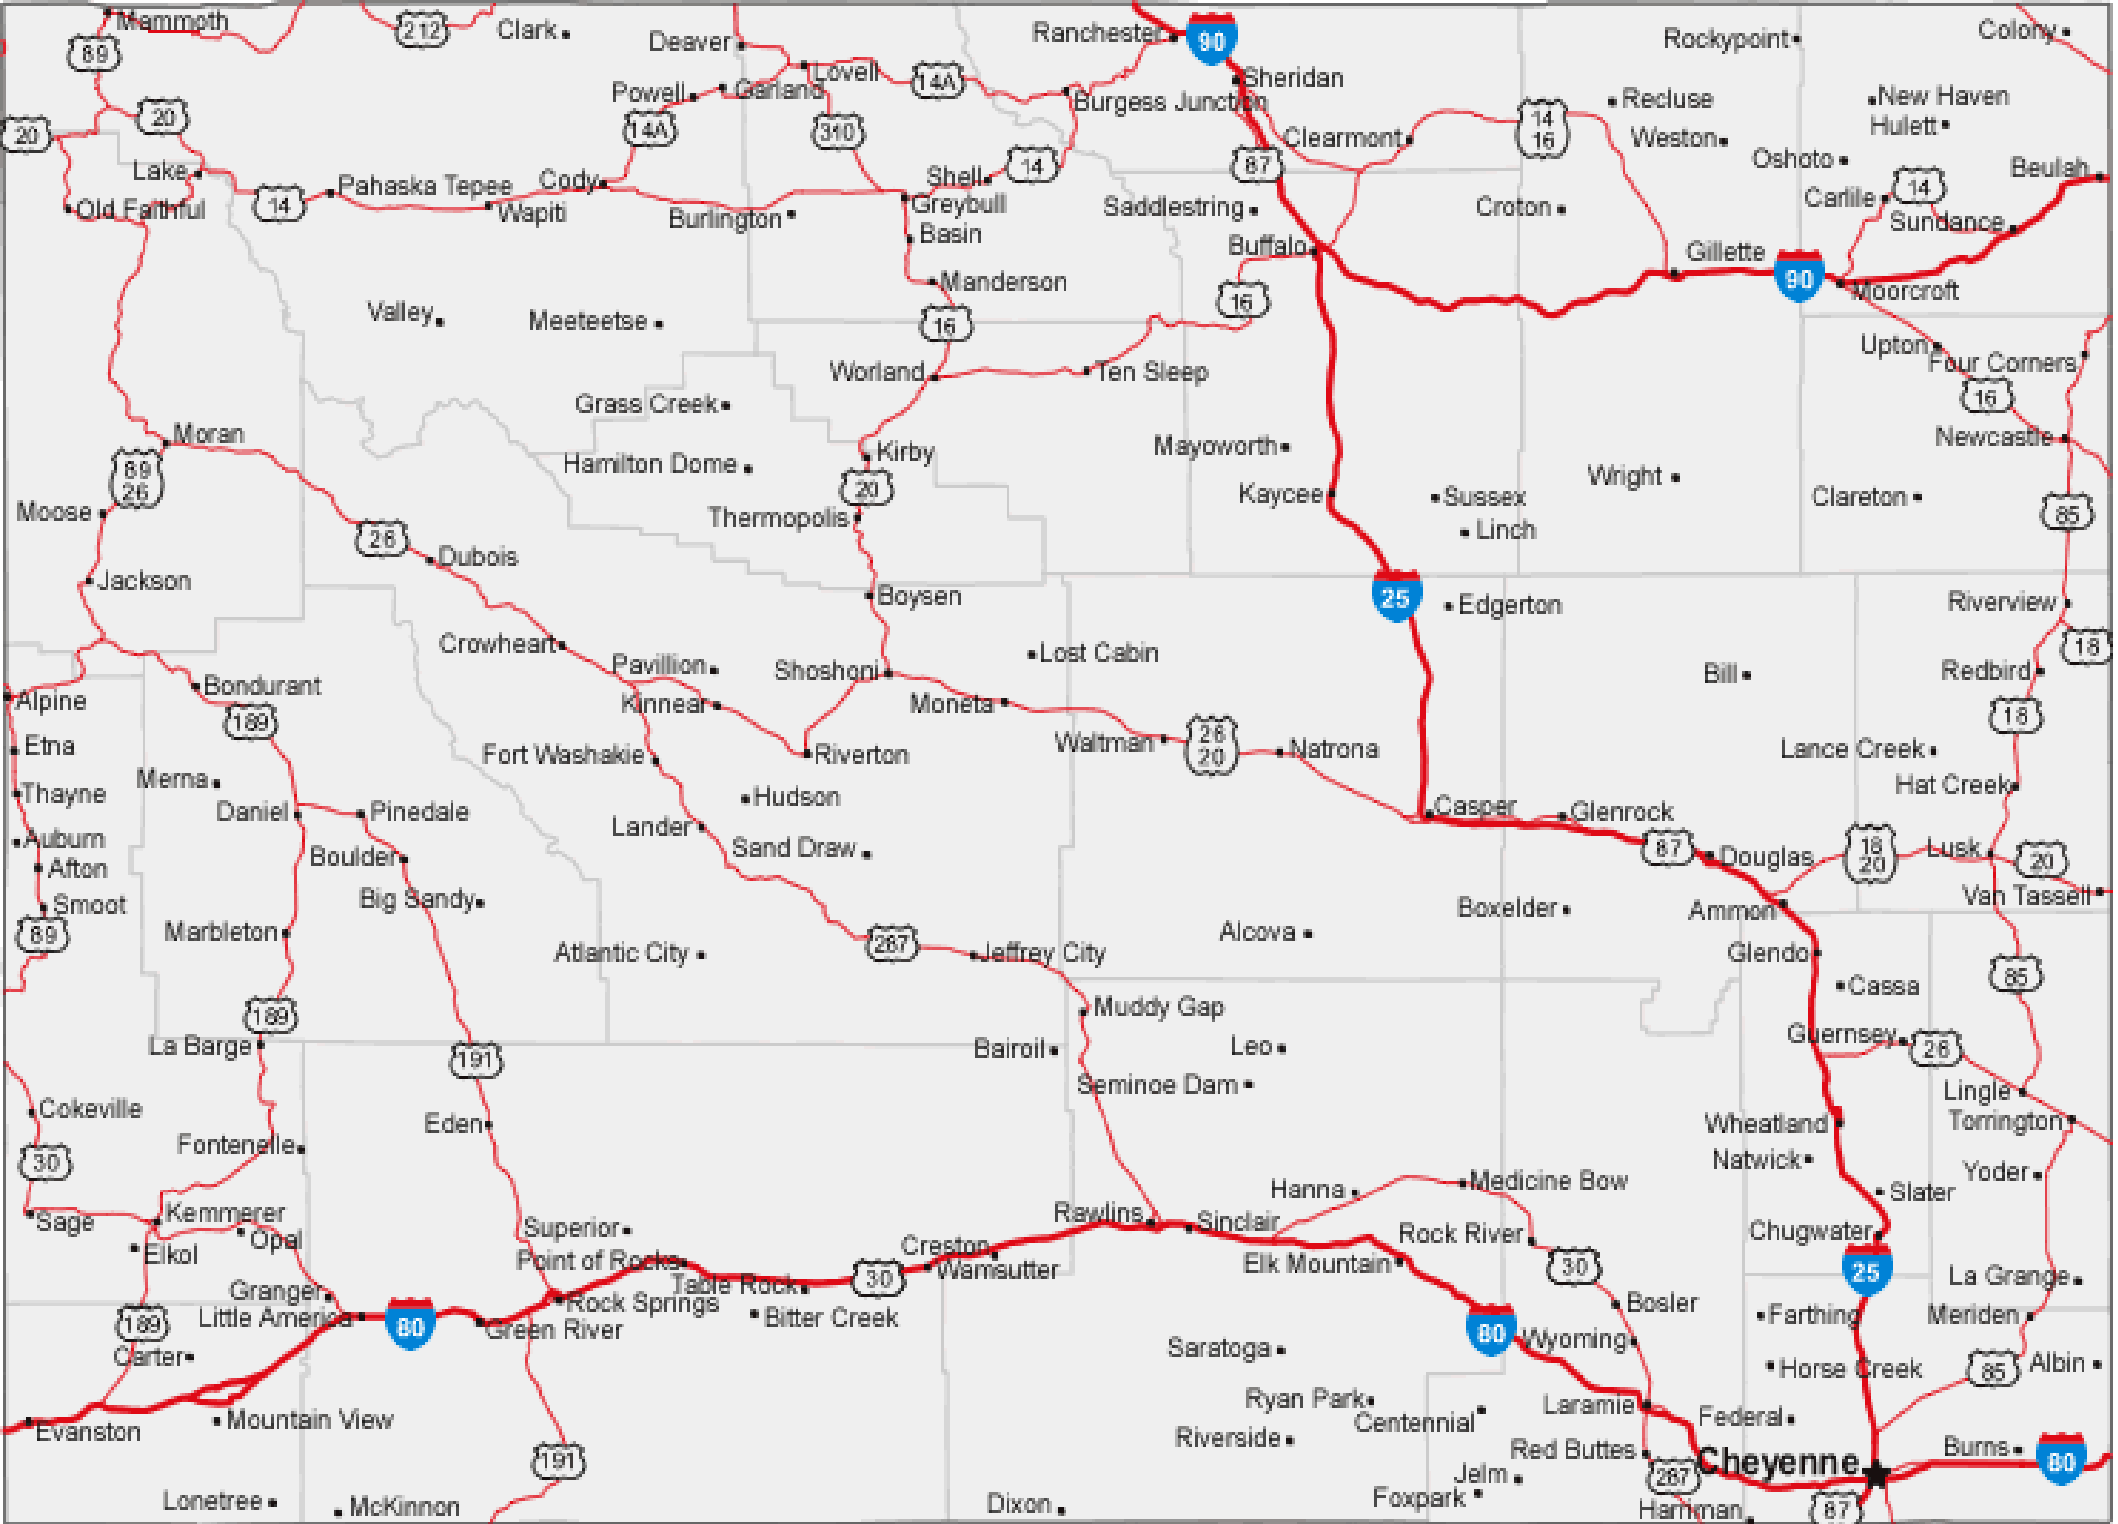 Mammoth
89
212
Clark
Deaver
Ranchester
90
Rockypoint
Colony
Lovell
14A
Sheridan
Powell
Garland
Burgess Junction
Recluse
New Haven
Hulett
20
20
14A
310
Clearmont
14
16
Weston
Oshoto
Beulah
Lake
14
Pahaska Tepee
Cody
Shell
14
87
Carlile
14
Old Faithful
Wapiti
Burlington
Greybull
Saddlestring
Croton
Sundance
Basin
Buffalo
Gillette
90
Moorcroft
Manderson
16
Valley
Meeteetse
16
Upton
Four Corners
Worland
Ten Sleep
16
Grass Creek
Newcastle
Moran
Kirby
Mayoworth
89
26
Hamilton Dome
20
Wright
Kaycee
Sussex
Clareton
85
Moose
Thermopolis
Linch
26
Dubois
Jackson
Boysen
25
Edgerton
Riverview
Crowheart
Lost Cabin
18
Pavillion
Shoshoni
Bill
Redbird
Alpine
Bondurant
Kinnear
Moneta
18
189
Etna
Fort Washakie
Riverton
Waltman
26
20
Natrona
Lance Creek
Merna
Hat Creek
Thayne
Hudson
Daniel
Pinedale
Casper
Glenrock
Auburn
Lander
87
Douglas
18
20
Lusk
20
Afton
Boulder
Sand Draw
Van Tassell
Smoot
Big Sandy
Boxelder
Ammon
89
Marbleton
287
Alcova
Atlantic City
Jeffrey City
Glendo
85
Cassa
189
Muddy Gap
Guernsey
26
La Barge
191
Bairoil
Leo
Seminoe Dam
Lingle
Cokeville
Eden
Wheatland
Torrington
30
Fontenelle
Natwick
Yoder
Hanna
Medicine Bow
Slater
Sage
Kemmerer
Superior
Rawlins
Sinclair
Rock River
Chugwater
Elkol
Opal
Point of Rocks
Creston
Wamsutter
Elk Mountain
30
25
La Grange
Granger
Table Rock
30
Little America
80
Rock Springs
Bosler
Farthing
Meriden
189
Green River
Bitter Creek
80
Wyoming
Carter
Saratoga
Horse Creek
85
Albin
Evanston
Mountain View
Ryan Park
Centennial
Laramie
Federal
Riverside
Red Buttes
Cheyenne
Burns
80
191
Jelm
287
Lonetree
McKinnon
Dixon
Foxpark
Harriman
87